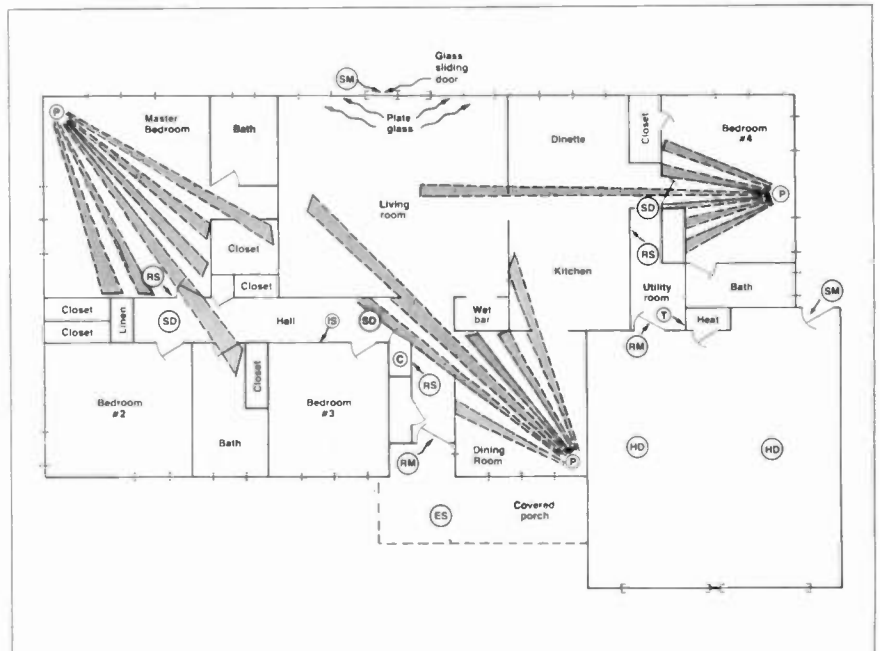 Glass
sliding
door
SM
P
Master
Bedroom
Bath
Plate
glass
Dinette
Closet
Bedroom
#4
P
Living
room
SD
Closet
RS
Kitchen
RS
Closet
Utility
room
Bath
SM
Closet
Closet
Linen
SD
Hall
IS
SD
Wet
bar
T
Heat
RM
C
RS
Closet
Bedroom
#2
Bedroom
#3
Bath
RM
Dining
Room
P
HD
HD
ES
Covered
porch